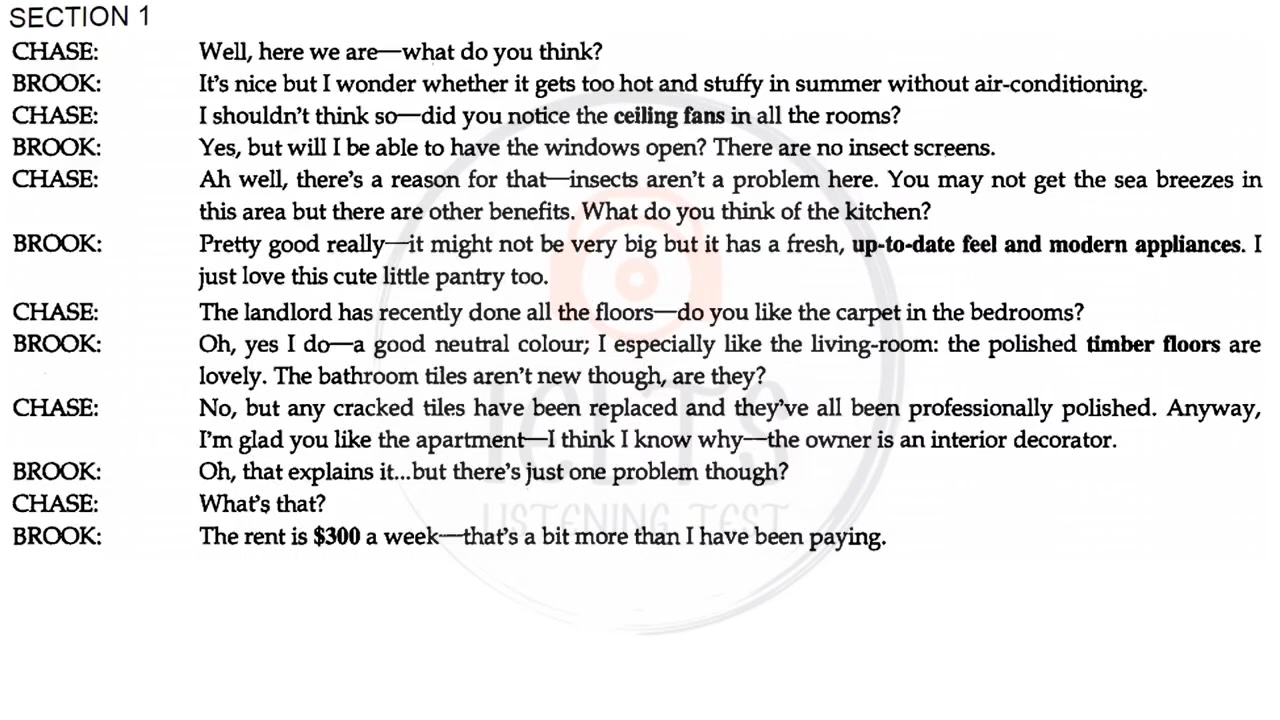 SECTION 1
CHASE: Well, here we are—what do you think?
BROOK: It's nice but I wonder whether it gets too hot and stuffy in summer without air-conditioning.
CHASE: I shouldn't think so—did you notice the ceiling fans in all the rooms?
BROOK: Yes, but will I be able to have the windows open? There are no insect screens.
CHASE: Ah well, there's a reason for that—insects aren't a problem here. You may not get the sea breezes in
this area but there are other benefits. What do you think of the kitchen?
BROOK: Pretty good really—it might not be very big but it has a fresh, up-to-date feel and modern appliances. I
just love this cute little pantry too.
CHASE: The landlord has recently done all the floors—do you like the carpet in the bedrooms?
BROOK: Oh, yes I do—a good neutral colour; I especially like the living-room: the polished timber floors are
lovely. The bathroom tiles aren't new though, are they?
CHASE: No, but any cracked tiles have been replaced and they've all been professionally polished. Anyway,
I'm glad you like the apartment—I think I know why—the owner is an interior decorator.
BROOK: Oh, that explains it...but there's just one problem though?
CHASE: What's that?
BROOK: The rent is $300 a week—that's a bit more than I have been paying.
IELTS
LISTENING TEST